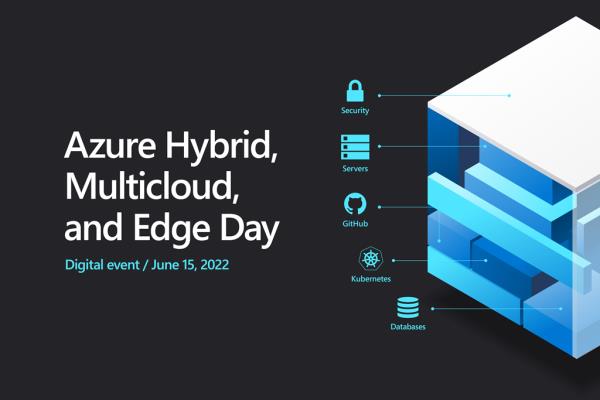 Azure Hybrid,
Multicloud,
and Edge Day
Digital event / June 15, 2022
Security
Servers
GitHub
Kubernetes
Databases